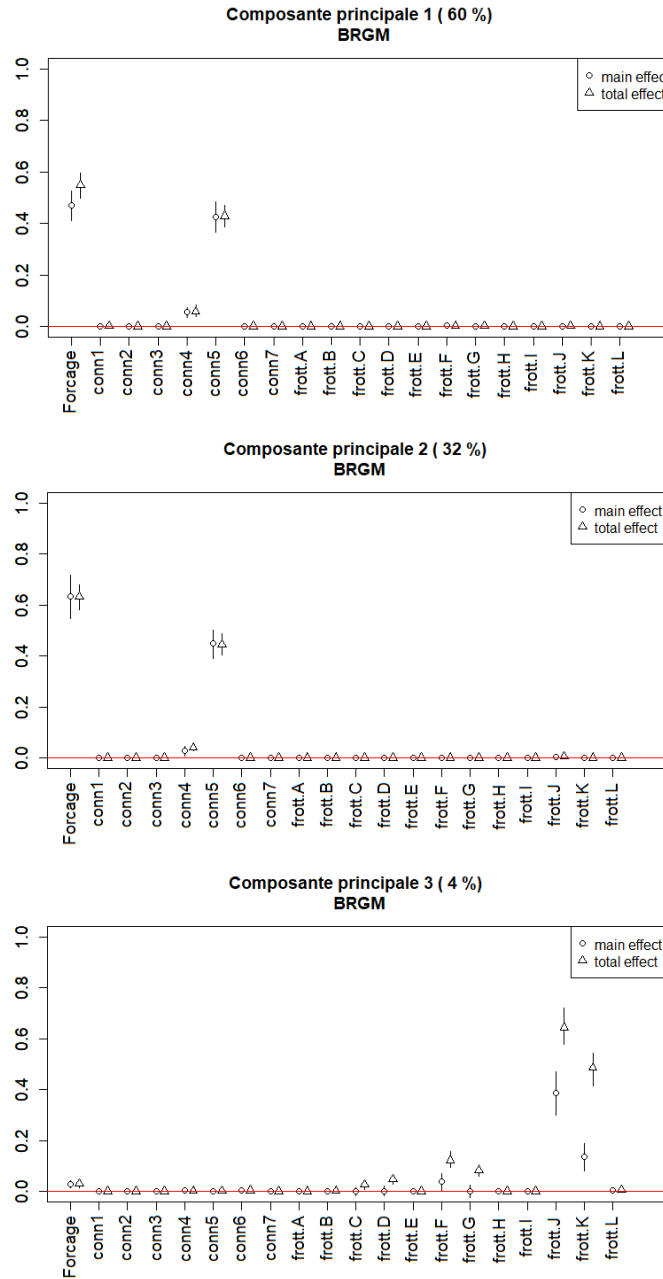 Composante principale 1 ( 60 %)
BRGM
main effect
total effect
1.0
0.8
0.6
0.4
0.2
0.0
Forcage conn1 conn2 conn3 conn4 conn5 conn6 conn7 frott.A frott.B frott.C frott.D frott.E frott.F frott.G frott.H frott.I frott.J frott.K frott.L
Composante principale 2 ( 32 %)
BRGM
main effect
total effect
1.0
0.8
0.6
0.4
0.2
0.0
Forcage conn1 conn2 conn3 conn4 conn5 conn6 conn7 frott.A frott.B frott.C frott.D frott.E frott.F frott.G frott.H frott.I frott.J frott.K frott.L
Composante principale 3 ( 4 %)
BRGM
main effect
total effect
1.0
0.8
0.6
0.4
0.2
0.0
Forcage conn1 conn2 conn3 conn4 conn5 conn6 conn7 frott.A frott.B frott.C frott.D frott.E frott.F frott.G frott.H frott.I frott.J frott.K frott.L